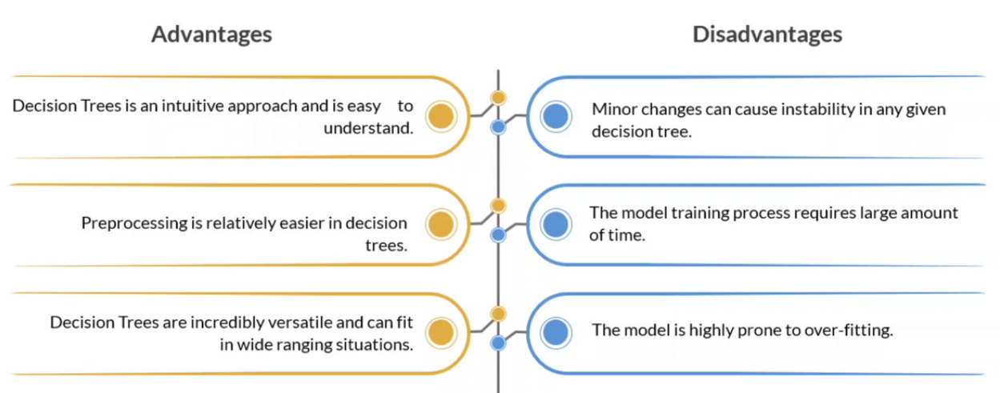 Advantages
Decision Trees is an intuitive approach and is easy to
understand.
Preprocessing is relatively easier in decision
trees.
Decision Trees are incredibly versatile and can fit
in wide ranging situations.
Disadvantages
Minor changes can cause instability in any given
decision tree.
The model training process requires large amount
of time.
The model is highly prone to over-fitting.